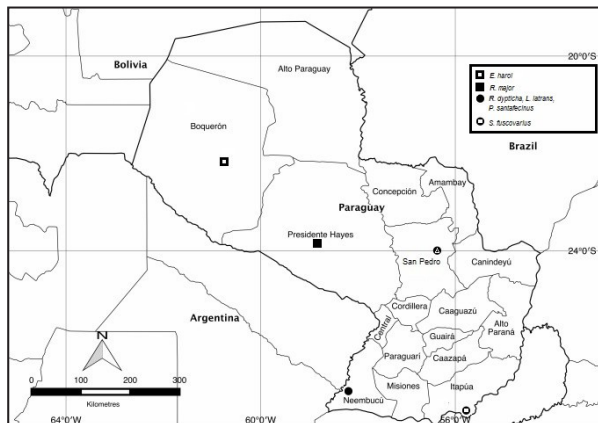 Bolivia
Alto Paraguay
20°0'S
E. haroi
R. major
R. dypticha, L. latrans,
P. santafecinus
S. fuscovarius
Boquerón
Brazil
Concepción
Amambay
Paraguay
Presidente Hayes
24°0'S
San Pedro
Canindeyú
Cordillera
Caaguazú
Argentina
Central
Alto
Paraná
Guairá
N
Paraguarí
Caazapá
Misiones
Itapúa
0 100 200 300
Kilometres
Neembucú
64°0'W
60°0'W
56°0'W